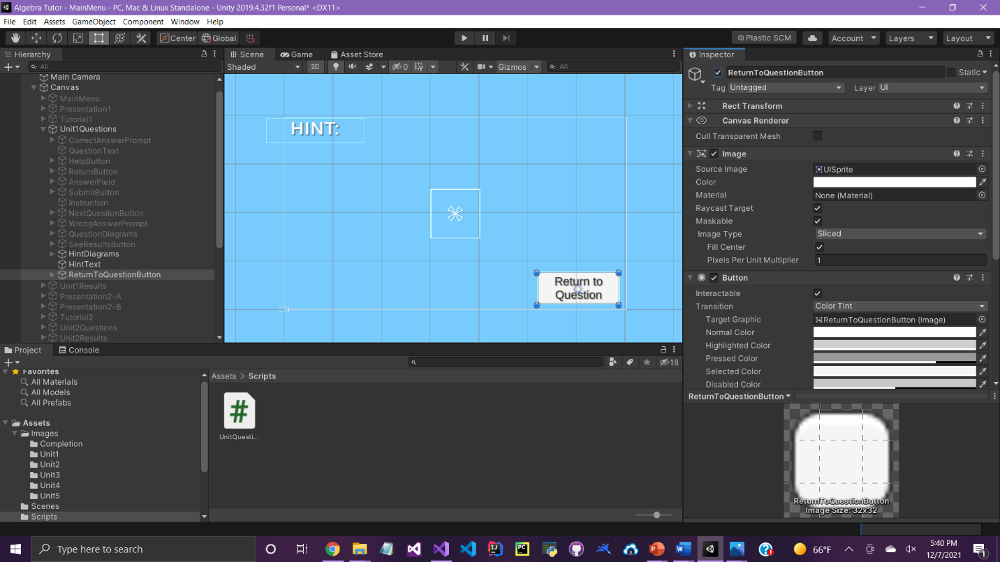 Algebra Tutor - MainMenu - PC, Mac & Linux Standalone - Unity 2019.4.32f1 Personal* <DX11>
File Edit Assets GameObject Component Window Help
Center Global Plastic SCM Account Layers Layout
Hierarchy
All
Main Camera
Canvas
MainMenu
Presentation1
Tutorial1
Unit1Questions
CorrectAnswerPrompt
QuestionText
HelpButton
ReturnButton
AnswerField
SubmitButton
Instruction
NextQuestionButton
WrongAnswerPrompt
QuestionDiagrams
SeeResultsButton
HintDiagrams
HintText
ReturnToQuestionButton
Unit1Results
Presentation2-A
Presentation2-B
Tutorial2
Unit2Questions
Unit2Results
Scene Game Asset Store
Shaded 2D 0 Gizmos All
HINT:
Return to
Question
Inspector
ReturnToQuestionButton Static
Tag Untagged Layer UI
Rect Transform
Canvas Renderer
Cull Transparent Mesh
Image
Source Image UISprite
Color
Material None (Material)
Raycast Target
Maskable
Image Type Sliced
Fill Center
Pixels Per Unit Multiplier 1
Button
Interactable
Transition Color Tint
Target Graphic ReturnToQuestionButton (Image)
Normal Color
Highlighted Color
Pressed Color
Selected Color
Disabled Color
ReturnToQuestionButton
ReturnToQuestionButton
Image Size: 32x32
Project Console
18
Favorites
All Materials
All Models
All Prefabs
Assets
Images
Completion
Unit1
Unit2
Unit3
Unit4
Unit5
Scenes
Scripts
Assets > Scripts
#
UnitQuesti...
Type here to search
66°F
5:40 PM
12/7/2021
1